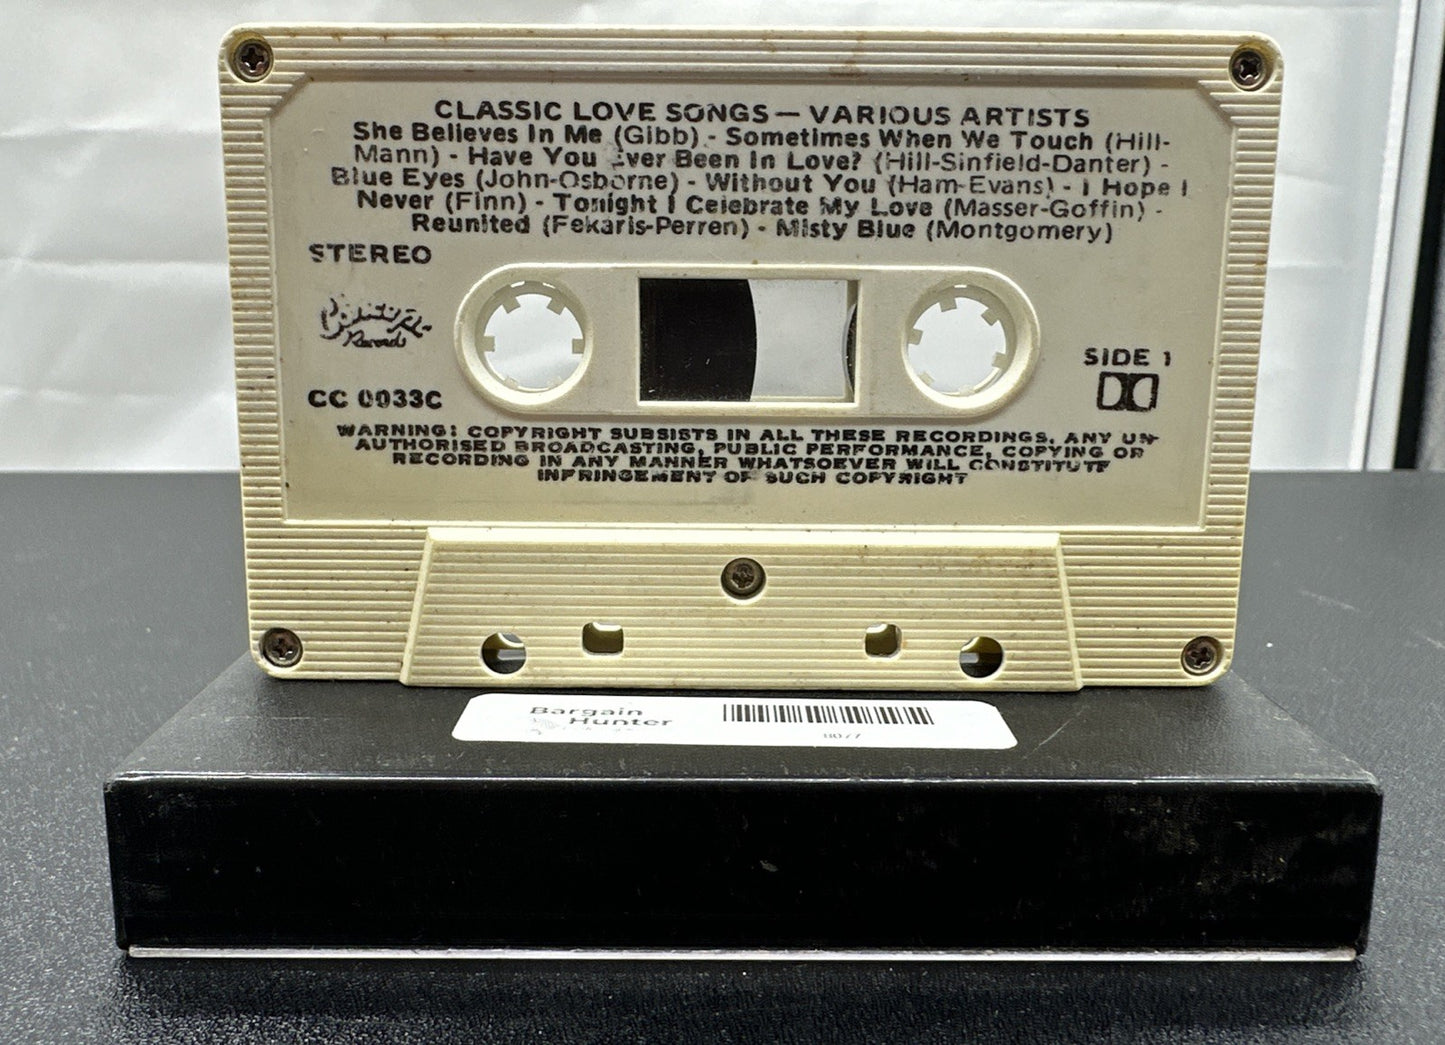 CLASSIC LOVE SONGS — VARIOUS ARTISTS
She Believes In Me (Gibb) - Sometimes When We Touch (Hill-
Mann) - Have You Ever Been In Love? (Hill-Sinfield-Danter) -
Blue Eyes (John-Osborne) - Without You (Ham-Evans) - I Hope I
Never (Finn) - Tonight I Celebrate My Love (Masser-Goffin) -
Reunited (Fekaris-Perren) - Misty Blue (Montgomery)
STEREO
Records
SIDE 1
CC 0033C
WARNING: COPYRIGHT SUBSISTS IN ALL THESE RECORDINGS. ANY UN-
AUTHORISED BROADCASTING, PUBLIC PERFORMANCE, COPYING OR
RECORDING IN ANY MANNER WHATSOEVER WILL CONSTITUTE
INFRINGEMENT OF SUCH COPYRIGHT
Bargain
Hunter
8077